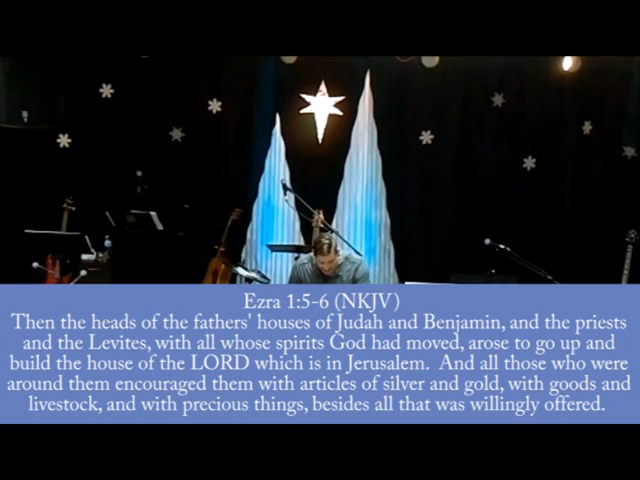 Ezra 1:5-6 (NKJV)
Then the heads of the fathers' houses of Judah and Benjamin, and the priests
and the Levites, with all whose spirits God had moved, arose to go up and
build the house of the LORD which is in Jerusalem.  And all those who were
around them encouraged them with articles of silver and gold, with goods and
livestock, and with precious things, besides all that was willingly offered.